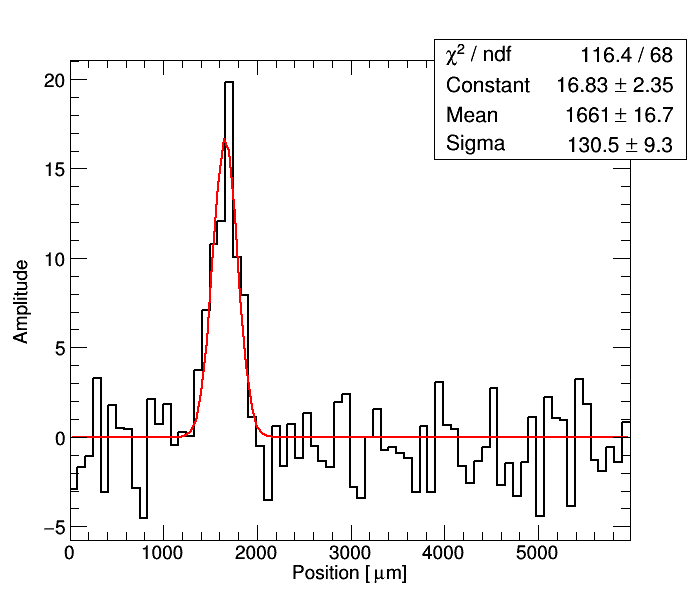 χ² / ndf 116.4 / 68
Constant 16.83 ± 2.35
Mean 1661 ± 16.7
Sigma 130.5 ± 9.3
20
15
10
5
0
−5
Amplitude
0 1000 2000 3000 4000 5000
Position [ μm]